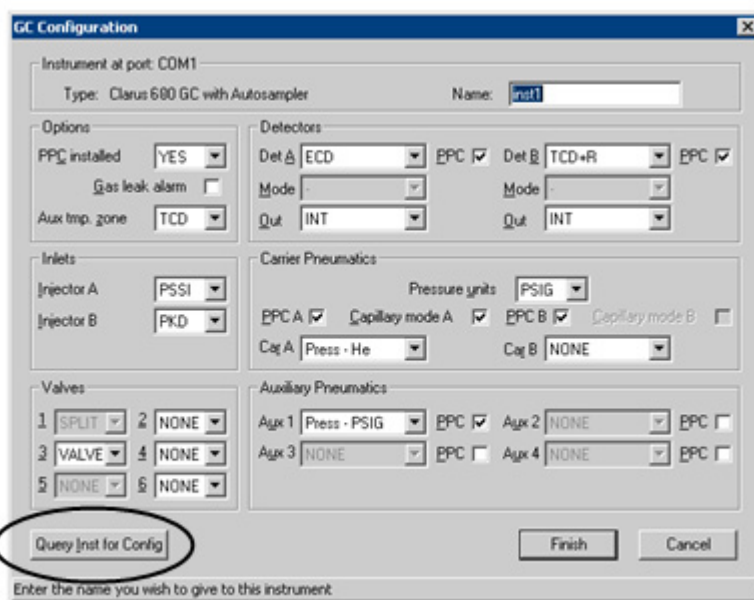 GC Configuration
Instrument at port: COM1
Type: Clarus 680 GC with Autosampler Name: inst1
Options
PPC installed YES
Gas leak alarm
Aux tmp. zone TCD
Detectors
Det A ECD PPC Det B TCD+R PPC
Mode - Mode -
Out INT Out INT
Inlets
Injector A PSSI
Injector B PKD
Carrier Pneumatics
Pressure units PSIG
PPC A Capillary mode A PPC B Capillary mode B
Car A Press - He Car B NONE
Valves
1 SPLIT 2 NONE
3 VALVE 4 NONE
5 NONE 6 NONE
Auxiliary Pneumatics
Aux 1 Press - PSIG PPC Aux 2 NONE PPC
Aux 3 NONE PPC Aux 4 NONE PPC
Query Inst for Config Finish Cancel
Enter the name you wish to give to this instrument